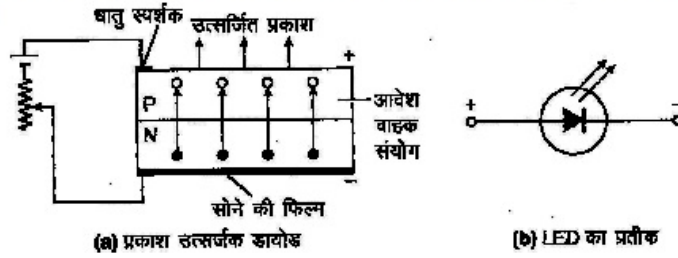 धातु स्पर्शक
उत्सर्जित प्रकाश
+
P
N
आवेश
वाहक
संयोग
−
सोने की फिल्म
(a) प्रकाश उत्सर्जक डायोड
+
−
(b) LED का प्रतीक